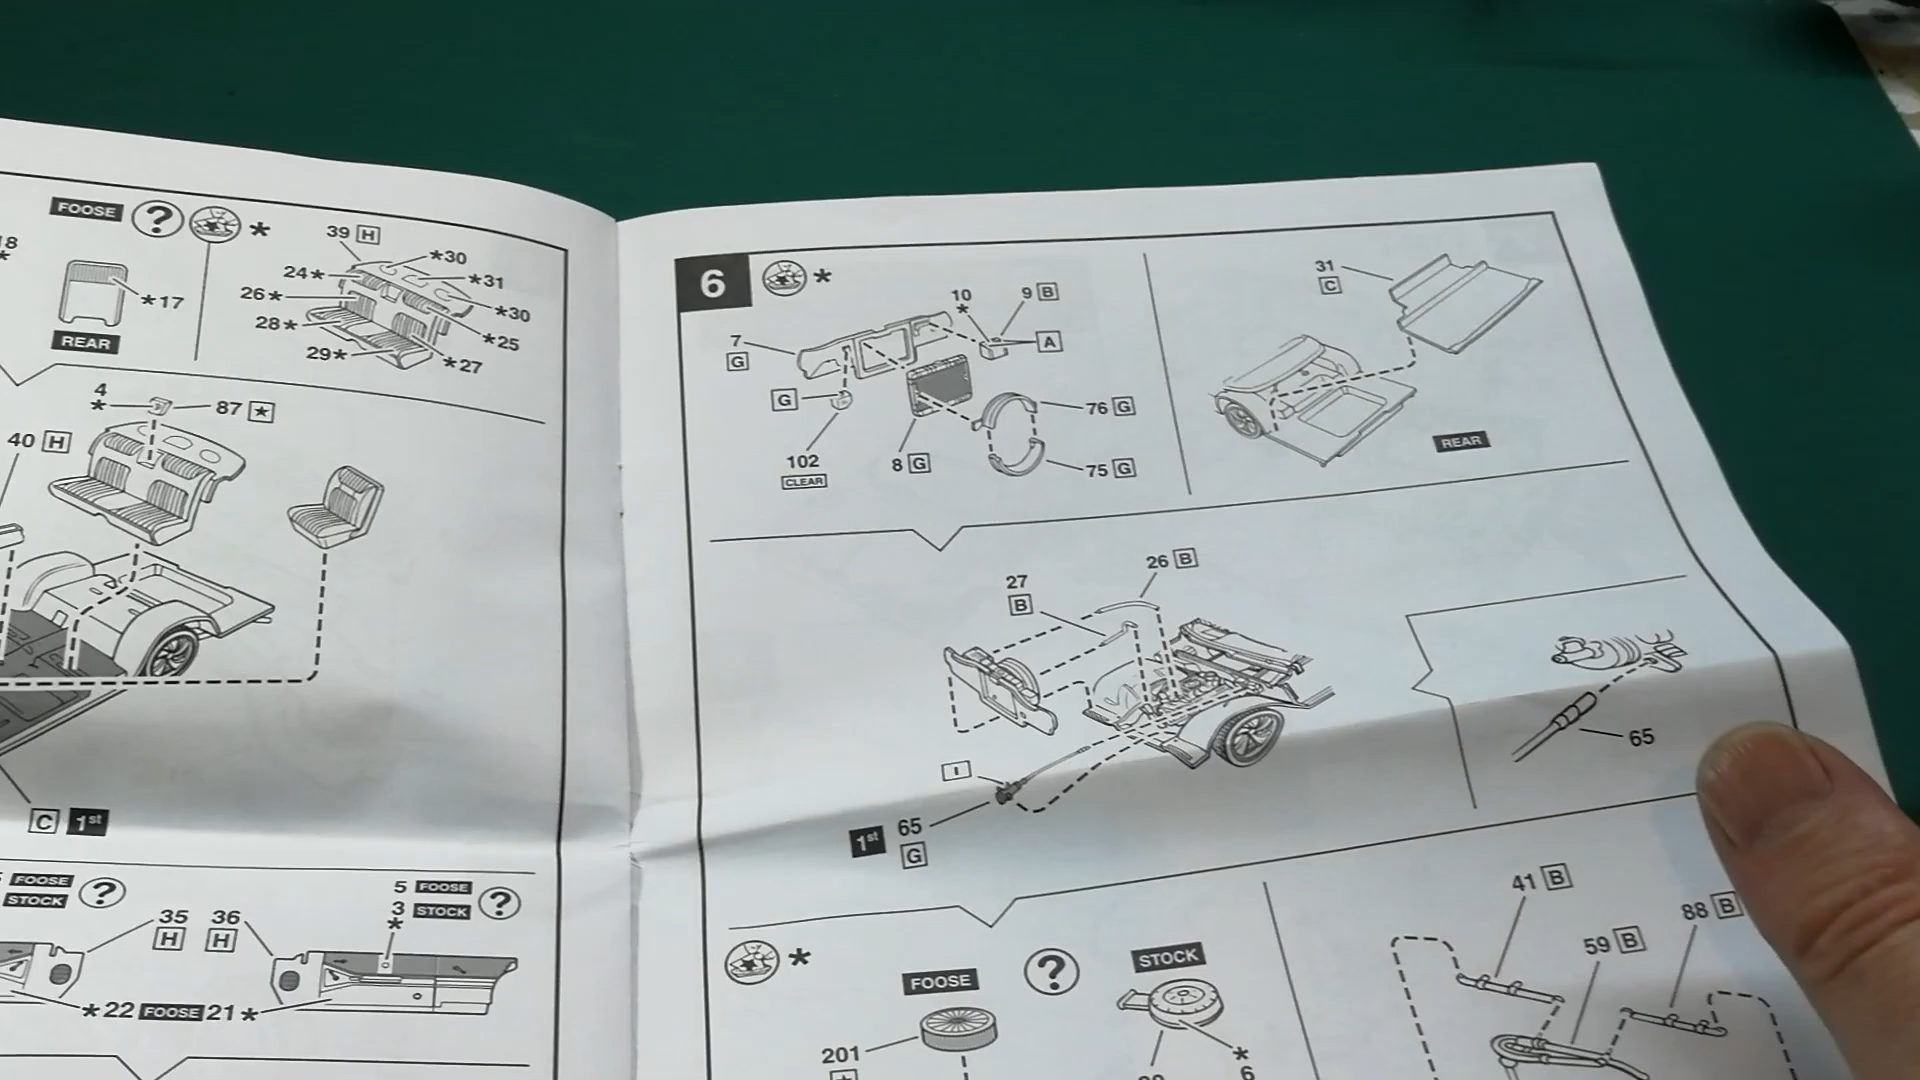 FOOSE ? *
18
*
*17
REAR
39 H
*30
24*
*31
26*
*30
28*
*25
29*
*27
4
*
87 ★
40 H
C 1st
FOOSE
STOCK ?
35
H
36
H
5 FOOSE
3 STOCK ?
*
*22 FOOSE 21*
6 *
10
*
9 B
7
G
A
G
76 G
102
CLEAR
8 G
75 G
31
C
REAR
26 B
27
B
I
65
1st 65
G
*
FOOSE
?
STOCK
201
*
6
41 B
88 B
59 B